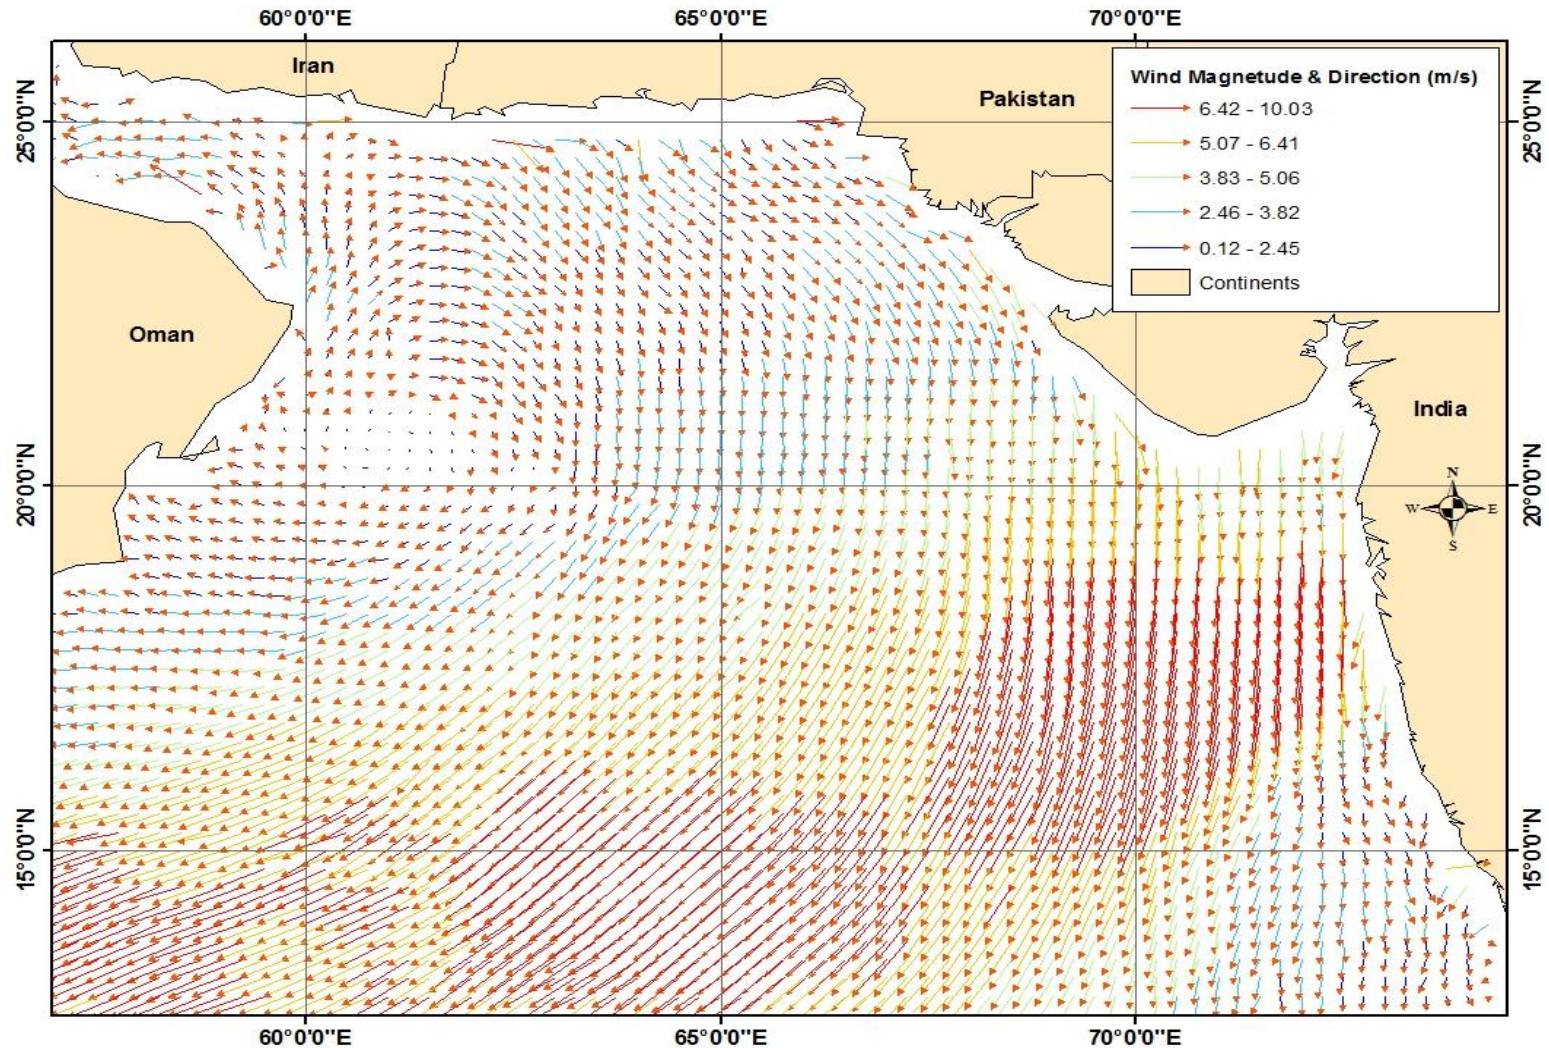 60°0'0"E 65°0'0"E 70°0'0"E
Iran
Pakistan
Wind Magnetude & Direction (m/s)
6.42 - 10.03
5.07 - 6.41
3.83 - 5.06
2.46 - 3.82
0.12 - 2.45
Continents
25°0'0"N 25°0'0"N
Oman
India
N
W E
S
20°0'0"N 20°0'0"N
15°0'0"N 15°0'0"N
60°0'0"E 65°0'0"E 70°0'0"E